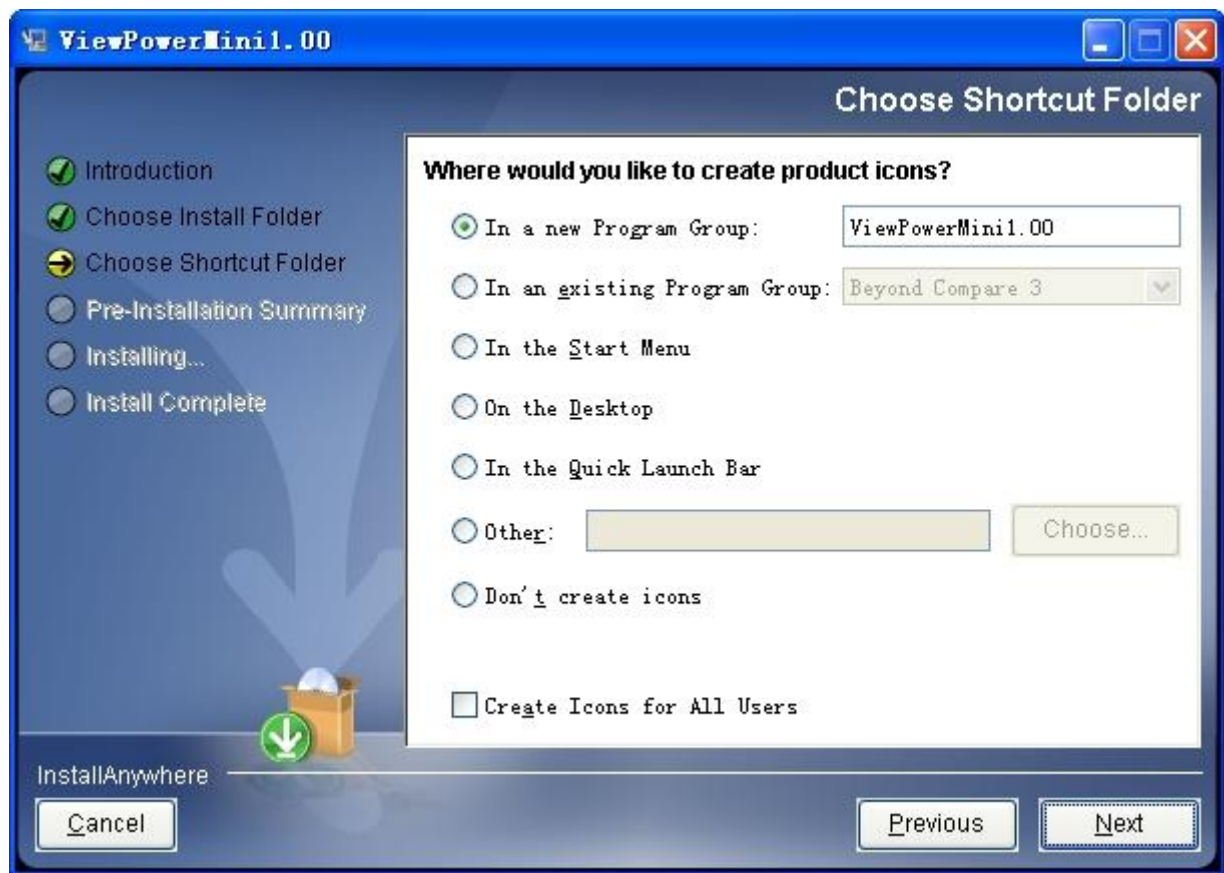 ViewPowerMini1.00
Choose Shortcut Folder
Introduction
Choose Install Folder
Choose Shortcut Folder
Pre-Installation Summary
Installing...
Install Complete
Where would you like to create product icons?
In a new Program Group: ViewPowerMini1.00
In an existing Program Group: Beyond Compare 3
In the Start Menu
On the Desktop
In the Quick Launch Bar
Other: Choose...
Don't create icons
Create Icons for All Users
InstallAnywhere
Cancel Previous Next